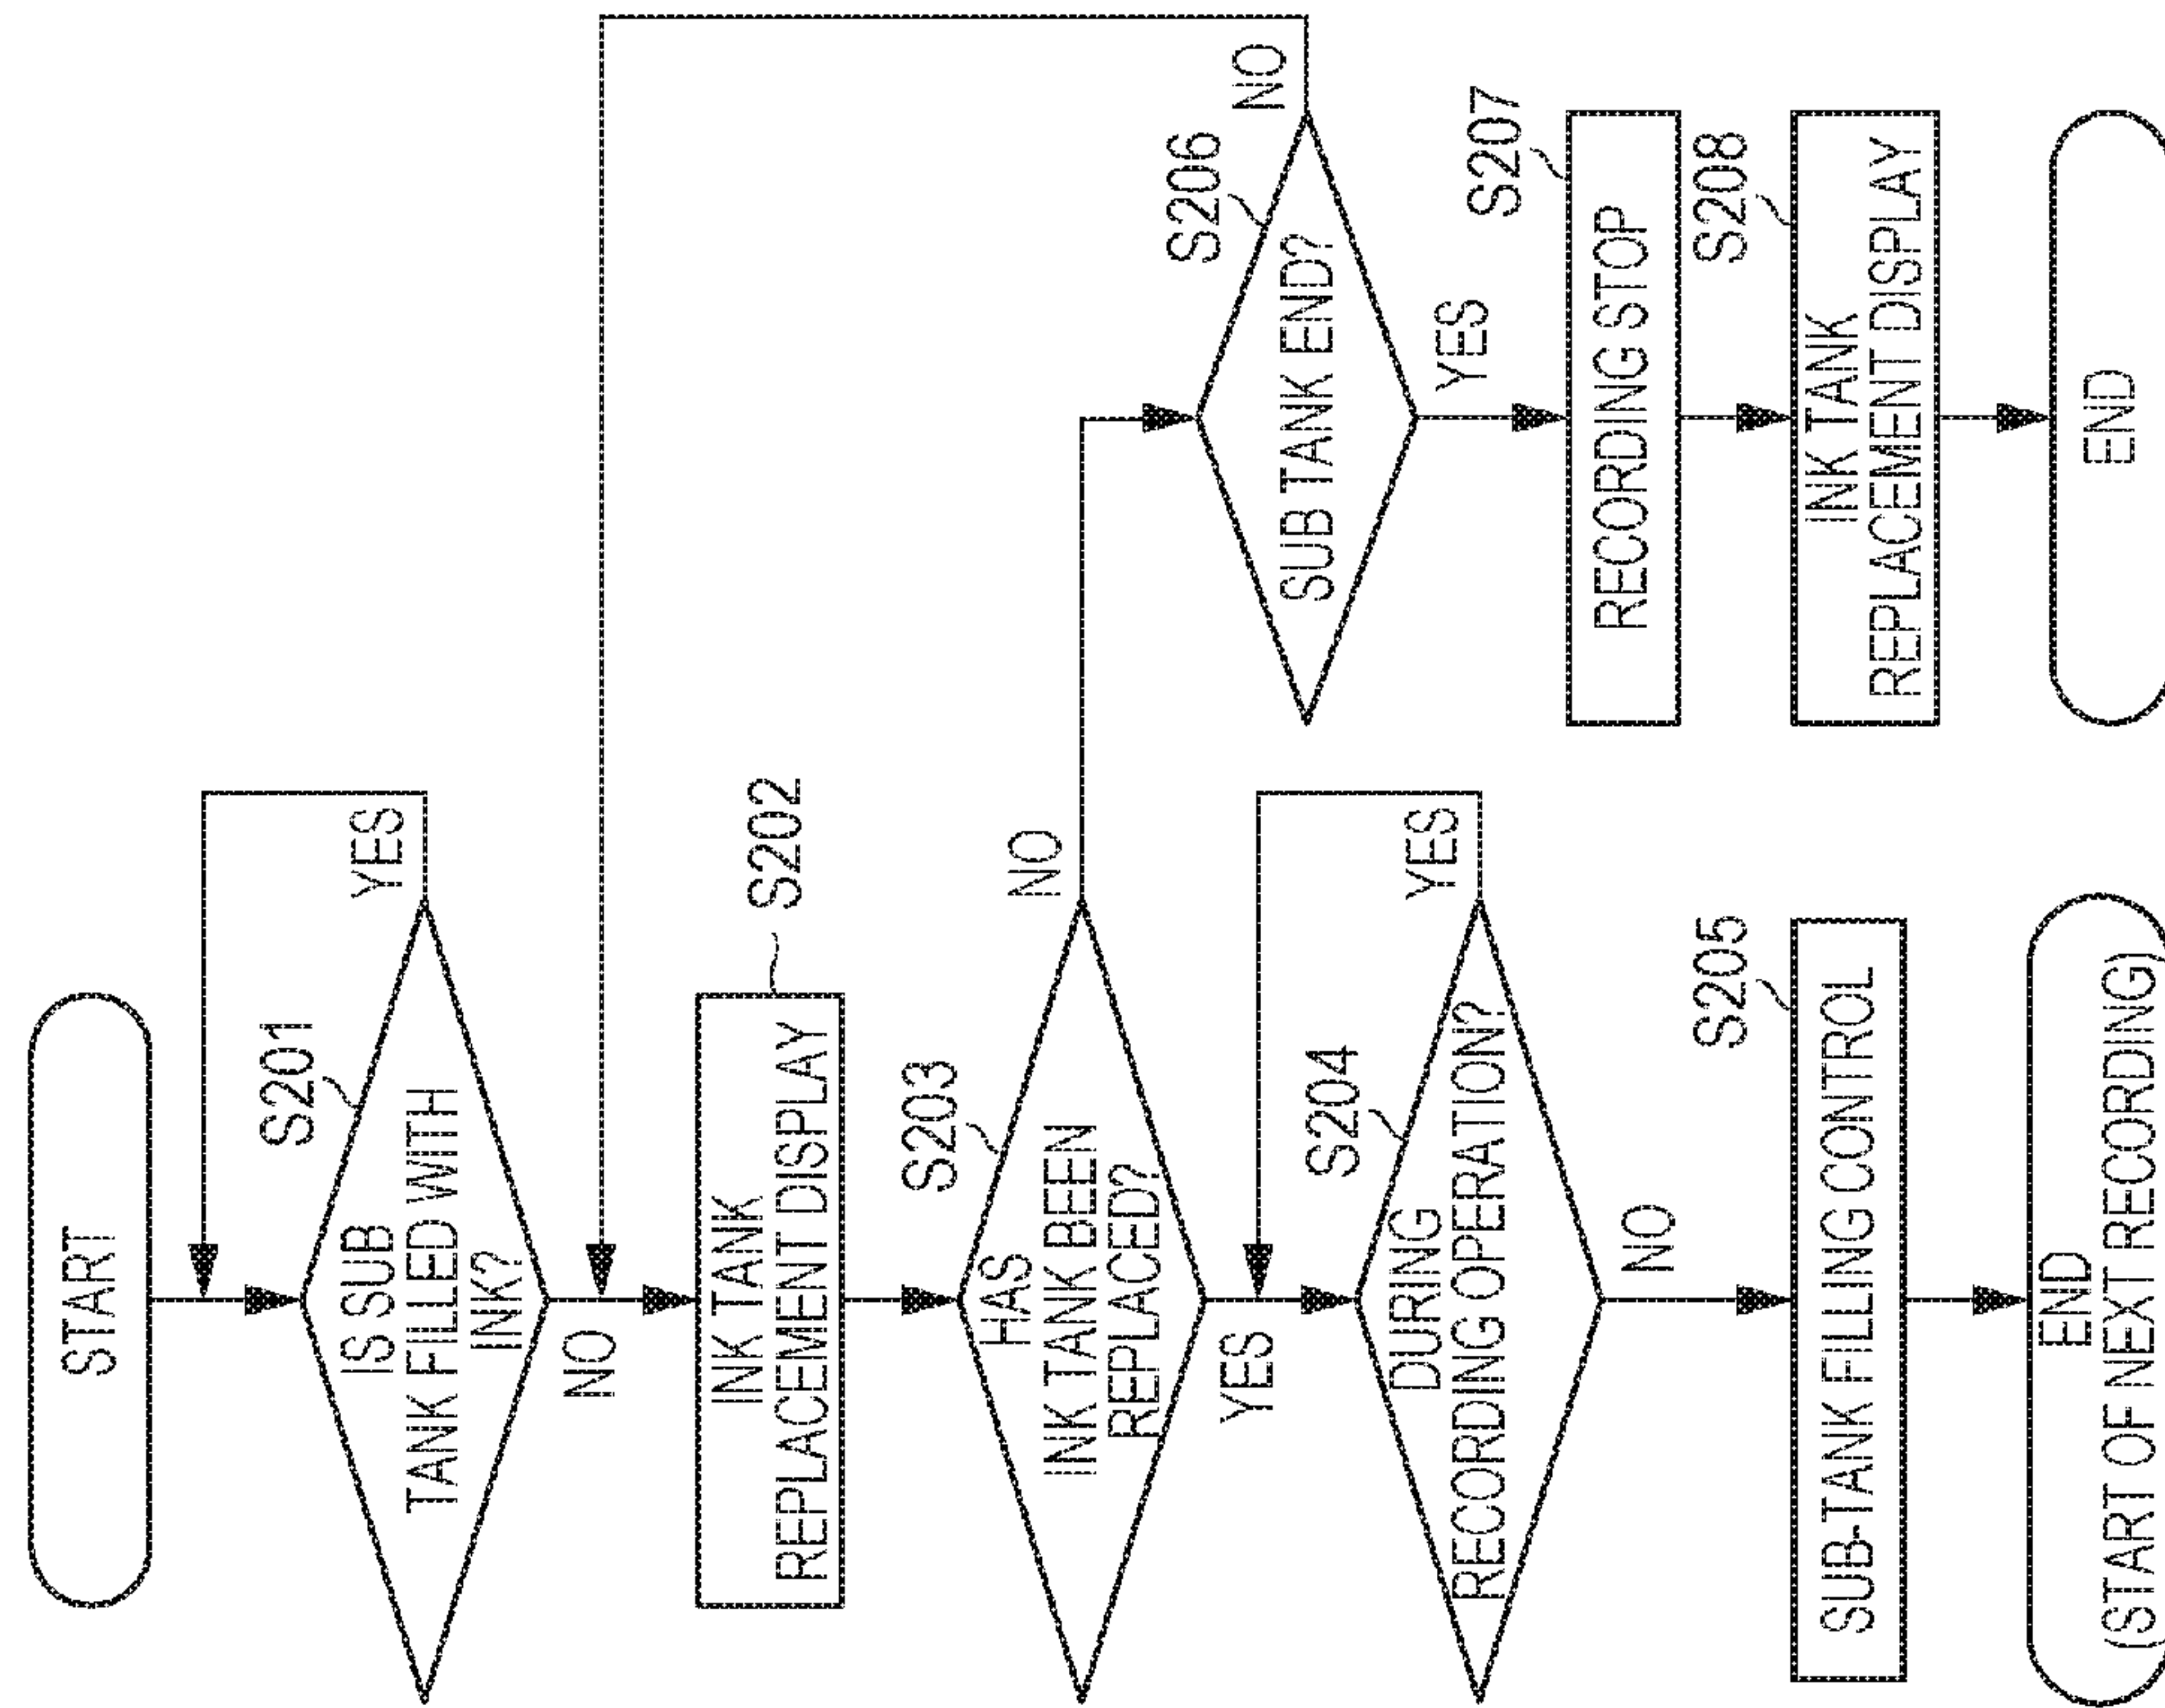 START
S201
IS SUB
TANK FILLED WITH
INK?
YES
NO
INK TANK
REPLACEMENT DISPLAY
S202
S203
HAS
INK TANK BEEN
REPLACED?
NO
YES
S204
DURING
RECORDING OPERATION?
YES
NO
S205
SUB-TANK FILLING CONTROL
END
(START OF NEXT RECORDING)
S206
SUB TANK END?
NO
YES
S207
RECORDING STOP
S208
INK TANK
REPLACEMENT DISPLAY
END